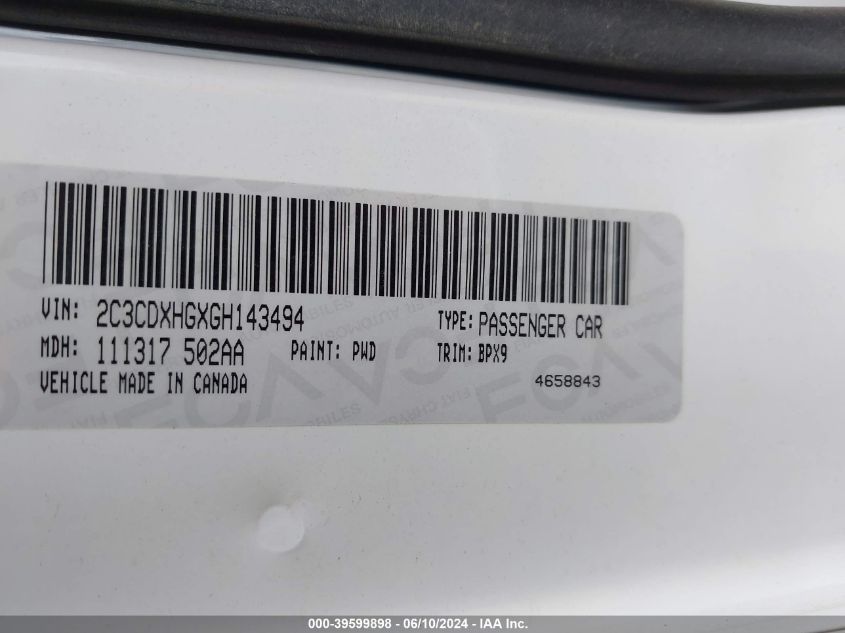 VIN: 2C3CDXHGXGH143494 TYPE: PASSENGER CAR
MDH: 111317 502AA PAINT: PWD TRIM: BPX9
VEHICLE MADE IN CANADA 4658843
000-39599898 - 06/10/2024 - IAA Inc.